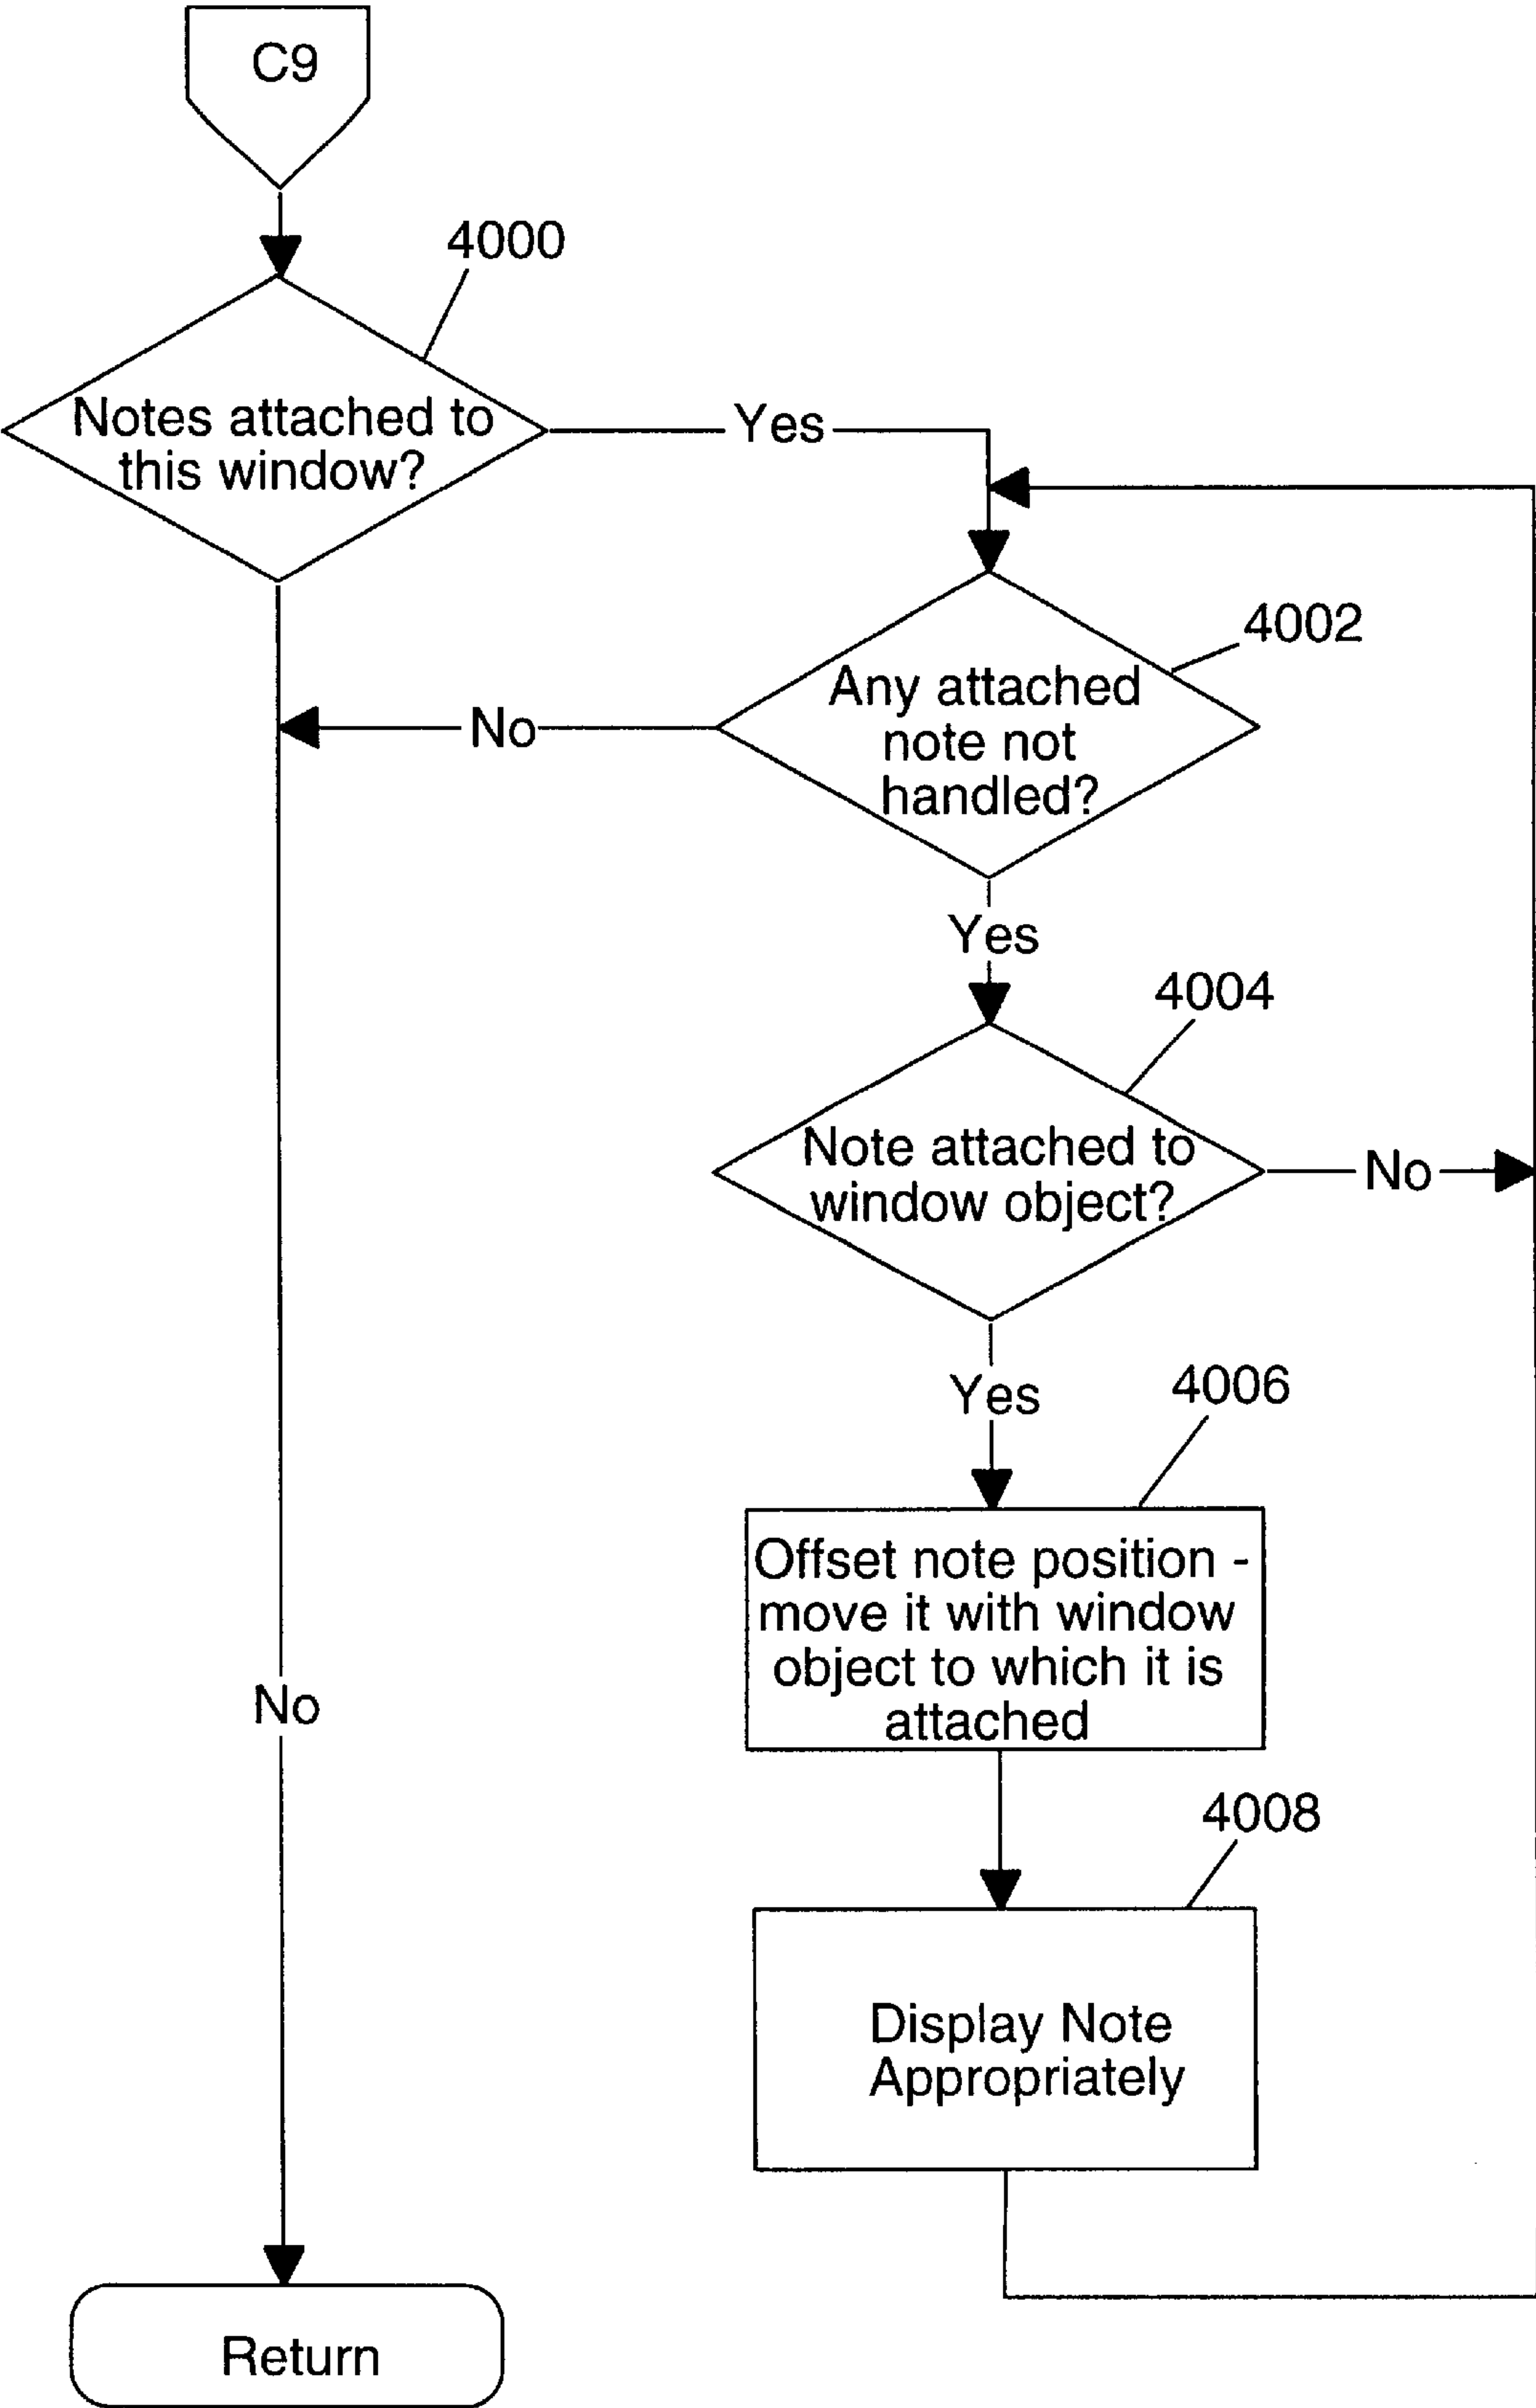 C9
4000
Notes attached to
this window?
Yes
4002
Any attached
note not
handled?
No
Yes
4004
Note attached to
window object?
No
Yes
4006
Offset note position -
move it with window
object to which it is
attached
No
4008
Display Note
Appropriately
Return